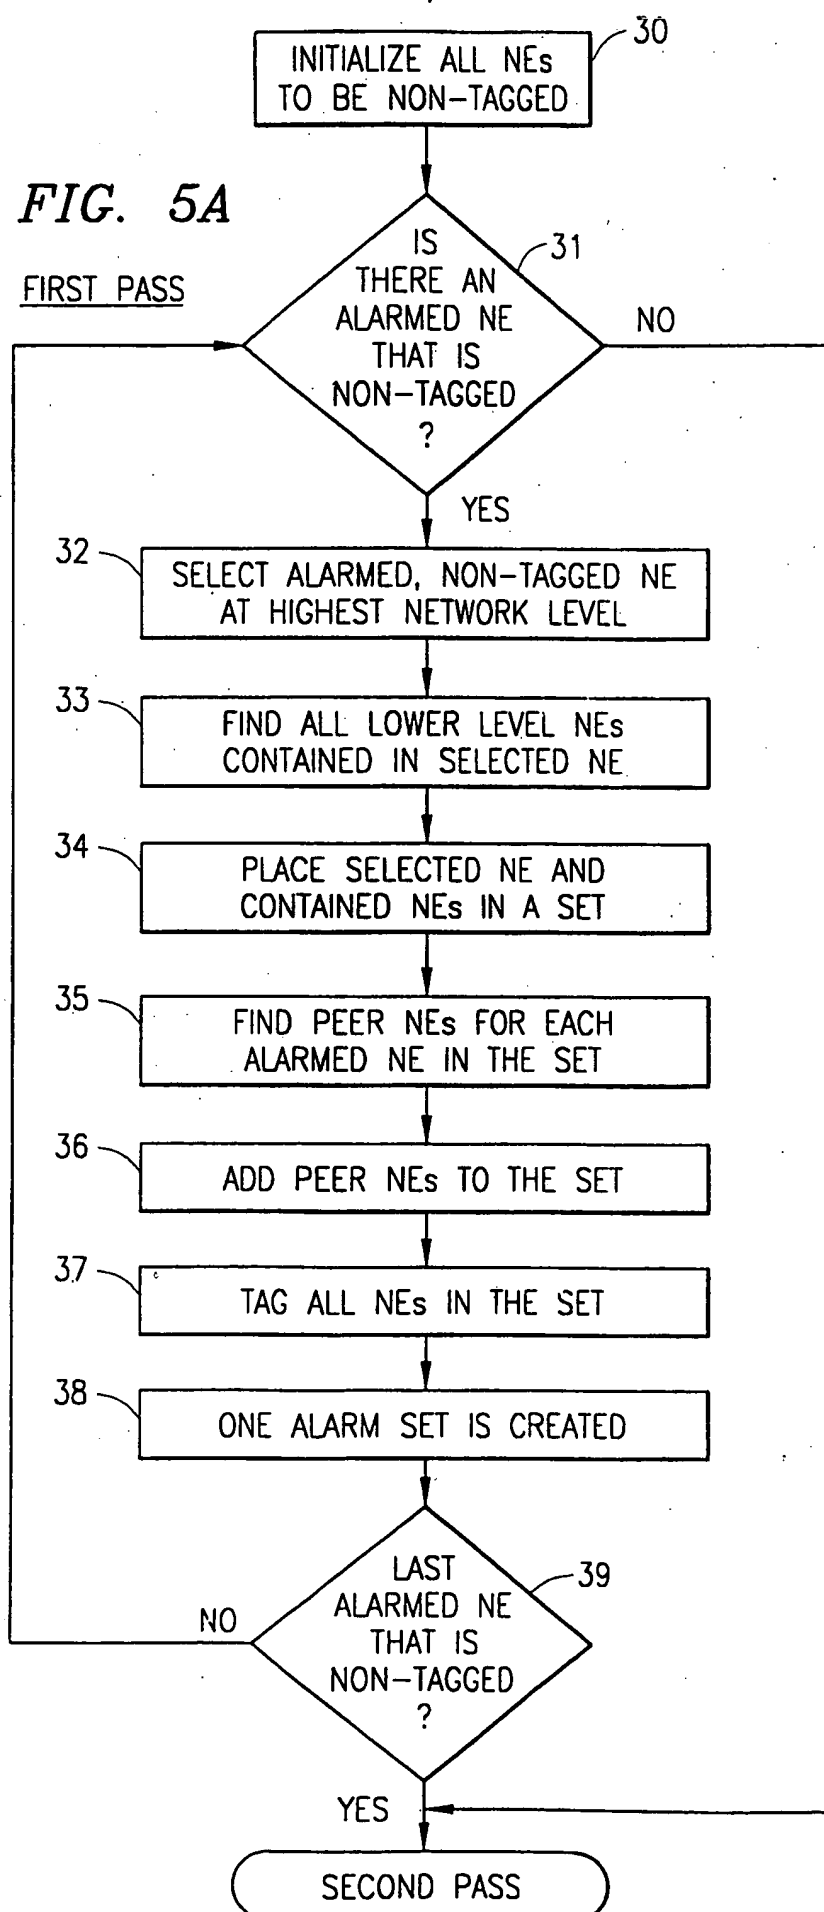 30
INITIALIZE ALL NEs
TO BE NON-TAGGED
FIG. 5A
FIRST PASS
31
IS
THERE AN
ALARMED NE
THAT IS
NON-TAGGED
?
NO
YES
32
SELECT ALARMED, NON-TAGGED NE
AT HIGHEST NETWORK LEVEL
33
FIND ALL LOWER LEVEL NEs
CONTAINED IN SELECTED NE
34
PLACE SELECTED NE AND
CONTAINED NEs IN A SET
35
FIND PEER NEs FOR EACH
ALARMED NE IN THE SET
36
ADD PEER NEs TO THE SET
37
TAG ALL NEs IN THE SET
38
ONE ALARM SET IS CREATED
39
LAST
ALARMED NE
THAT IS
NON-TAGGED
?
NO
YES
SECOND PASS